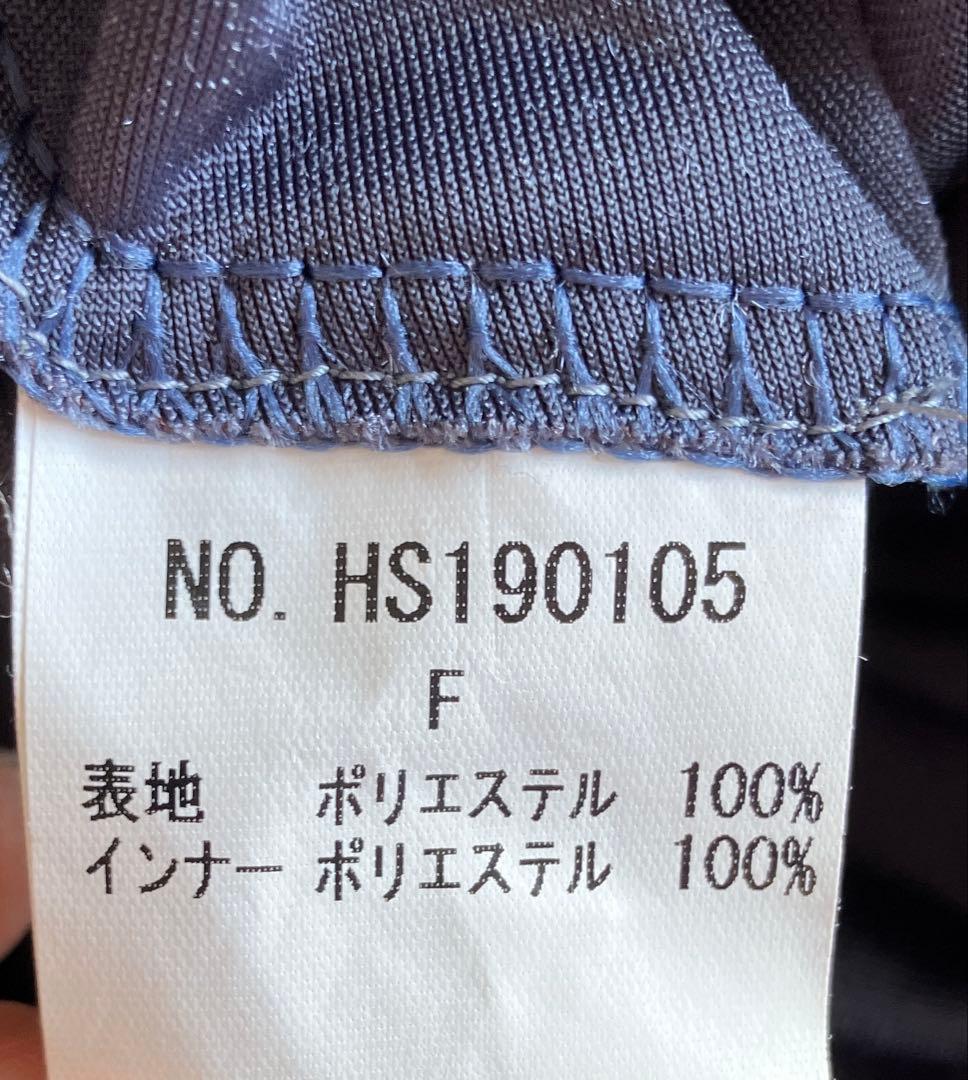 NO. HS190105
F
表地 ポリエステル 100%
インナー ポリエステル 100%